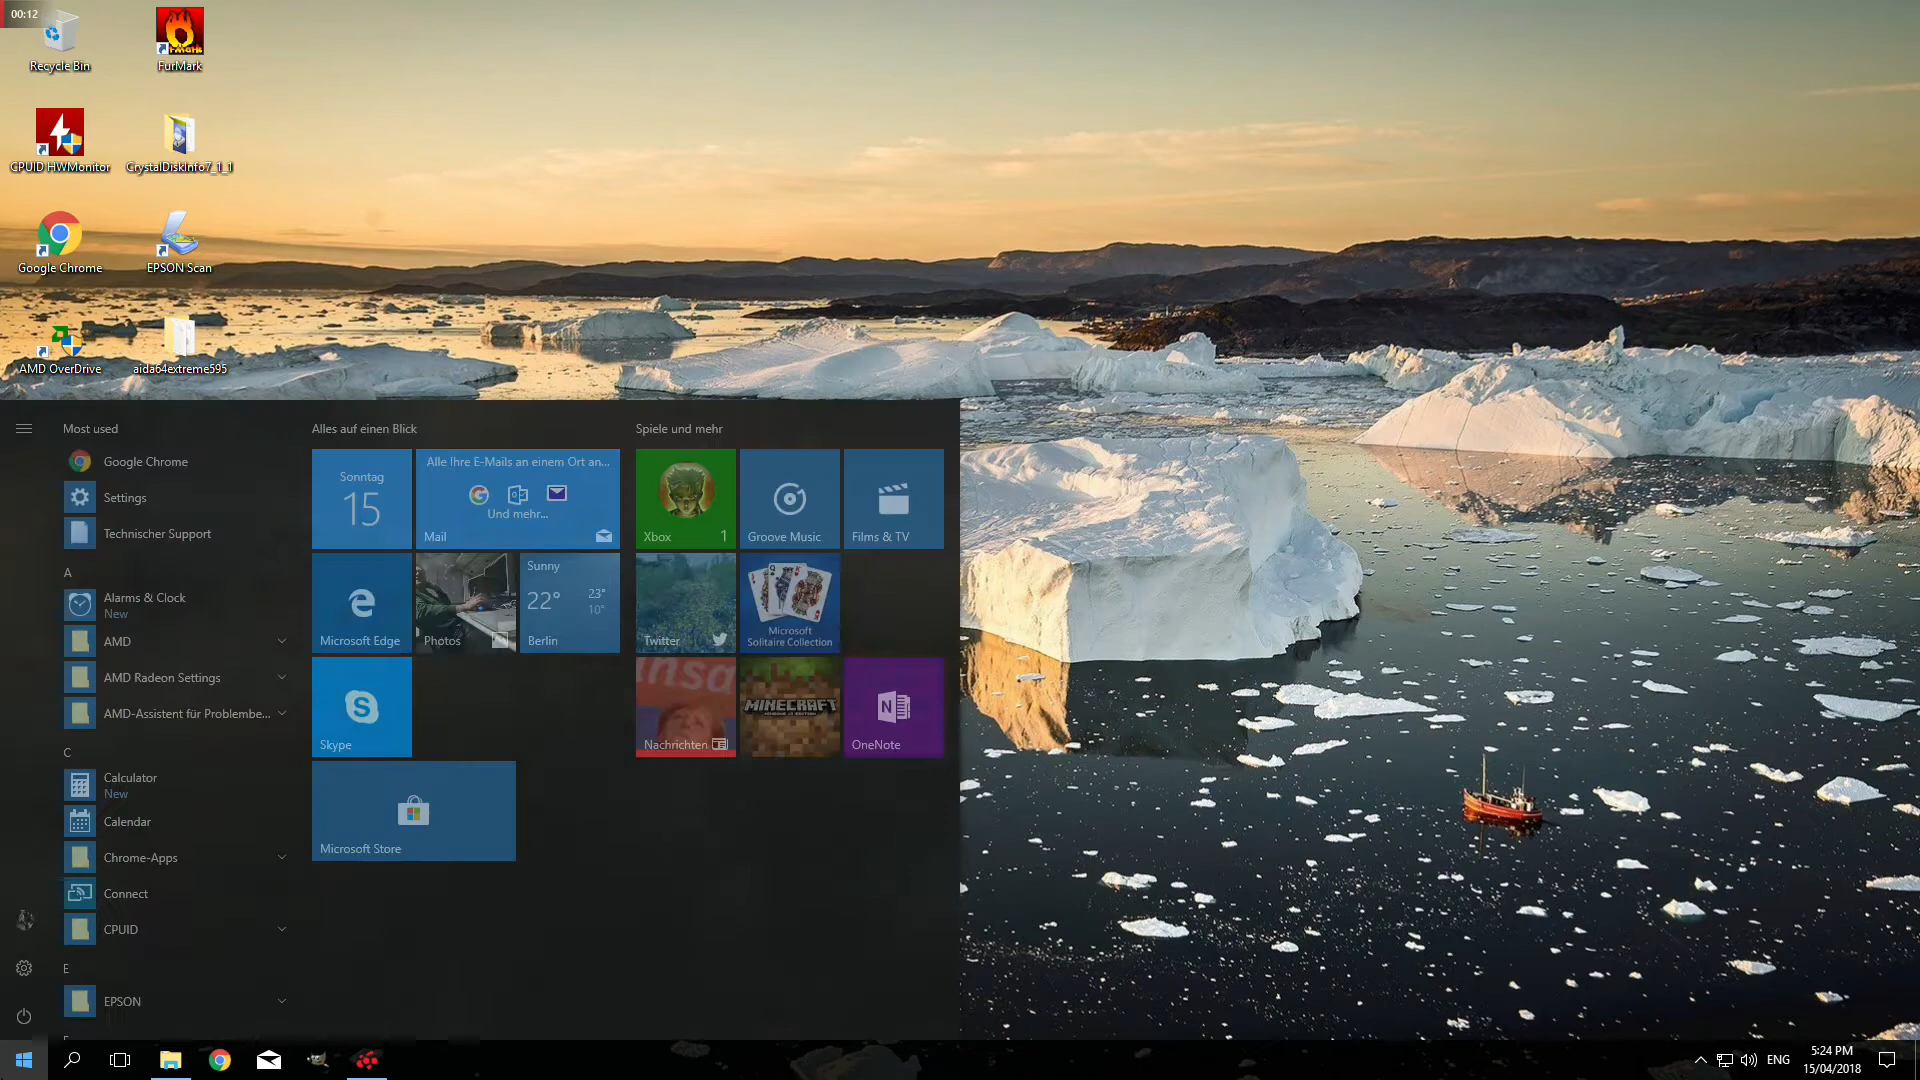 00:12
Recycle Bin
FurMark
CPUID HWMonitor
CrystalDiskInfo7_1_1
Google Chrome
EPSON Scan
AMD OverDrive
aida64extreme595
Most used
Google Chrome
Settings
Technischer Support
A
Alarms & Clock
New
AMD
AMD Radeon Settings
AMD-Assistent für Problembe...
C
Calculator
New
Calendar
Chrome-Apps
Connect
CPUID
E
EPSON
Alles auf einen Blick
Sonntag
15
Alle Ihre E-Mails an einem Ort an...
Und mehr...
Mail
Microsoft Edge
Photos
Sunny
22°
23°
10°
Berlin
Skype
Microsoft Store
Spiele und mehr
Xbox
1
Groove Music
Films & TV
Twitter
Microsoft
Solitaire Collection
Nachrichten
MINECRAFT
OneNote
ENG
5:24 PM
15/04/2018